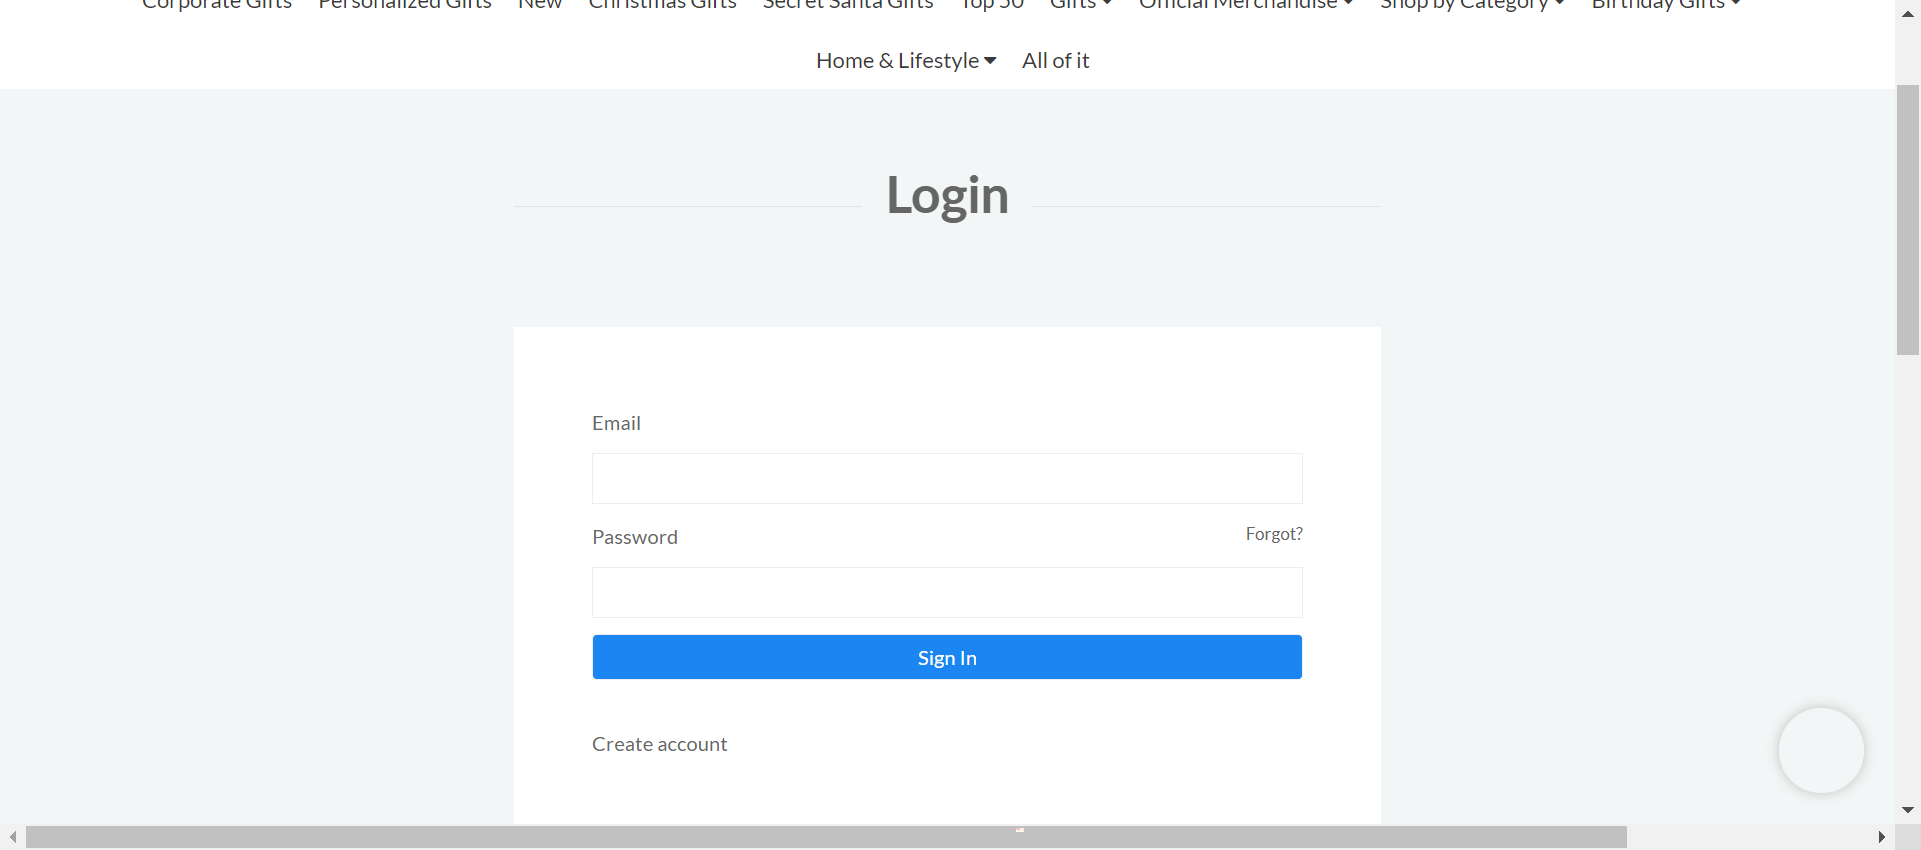 Corporate Gifts Personalized Gifts New Christmas Gifts Secret Santa Gifts Top 50 Gifts Official Merchandise Shop by Category Birthday Gifts
Home & Lifestyle All of it
Login
Email
Password Forgot?
Sign In
Create account